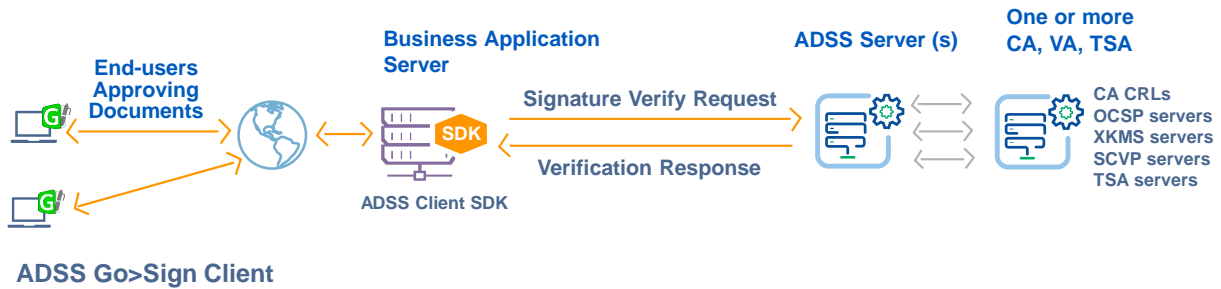 One or more
CA, VA, TSA
Business Application
Server
ADSS Server (s)
End-users
Approving
Documents
G
SDK
Signature Verify Request
Verification Response
CA CRLs
OCSP servers
XKMS servers
SCVP servers
TSA servers
G
ADSS Client SDK
ADSS Go>Sign Client